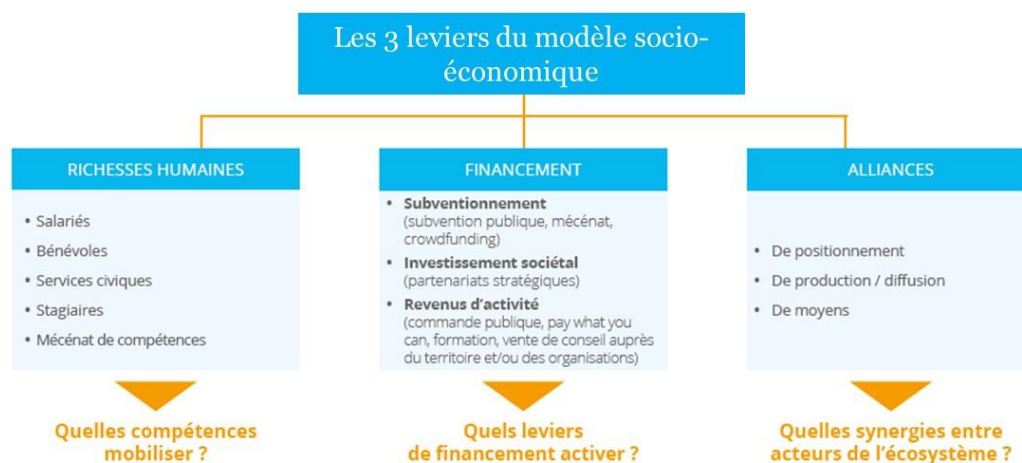 Les 3 leviers du modèle socio-
économique
RICHESSES HUMAINES
• Salariés
• Bénévoles
• Services civiques
• Stagiaires
• Mécénat de compétences
Quelles compétences
mobiliser ?
FINANCEMENT
• Subventionnement
(subvention publique, mécénat,
crowdfunding)
• Investissement sociétal
(partenariats stratégiques)
• Revenus d'activité
(commande publique, pay what you
can, formation, vente de conseil auprès
du territoire et/ou des organisations)
Quels leviers
de financement activer ?
ALLIANCES
• De positionnement
• De production / diffusion
• De moyens
Quelles synergies entre
acteurs de l'écosystème ?